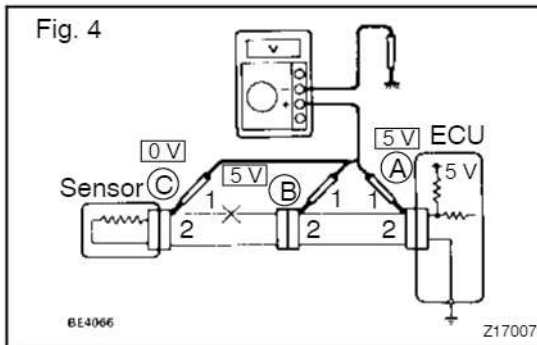 Fig. 4
V
−
+
5 V ECU
0 V A 5 V
Sensor C 5 V B
1 1 1
2 2 2
BE4066
Z17007